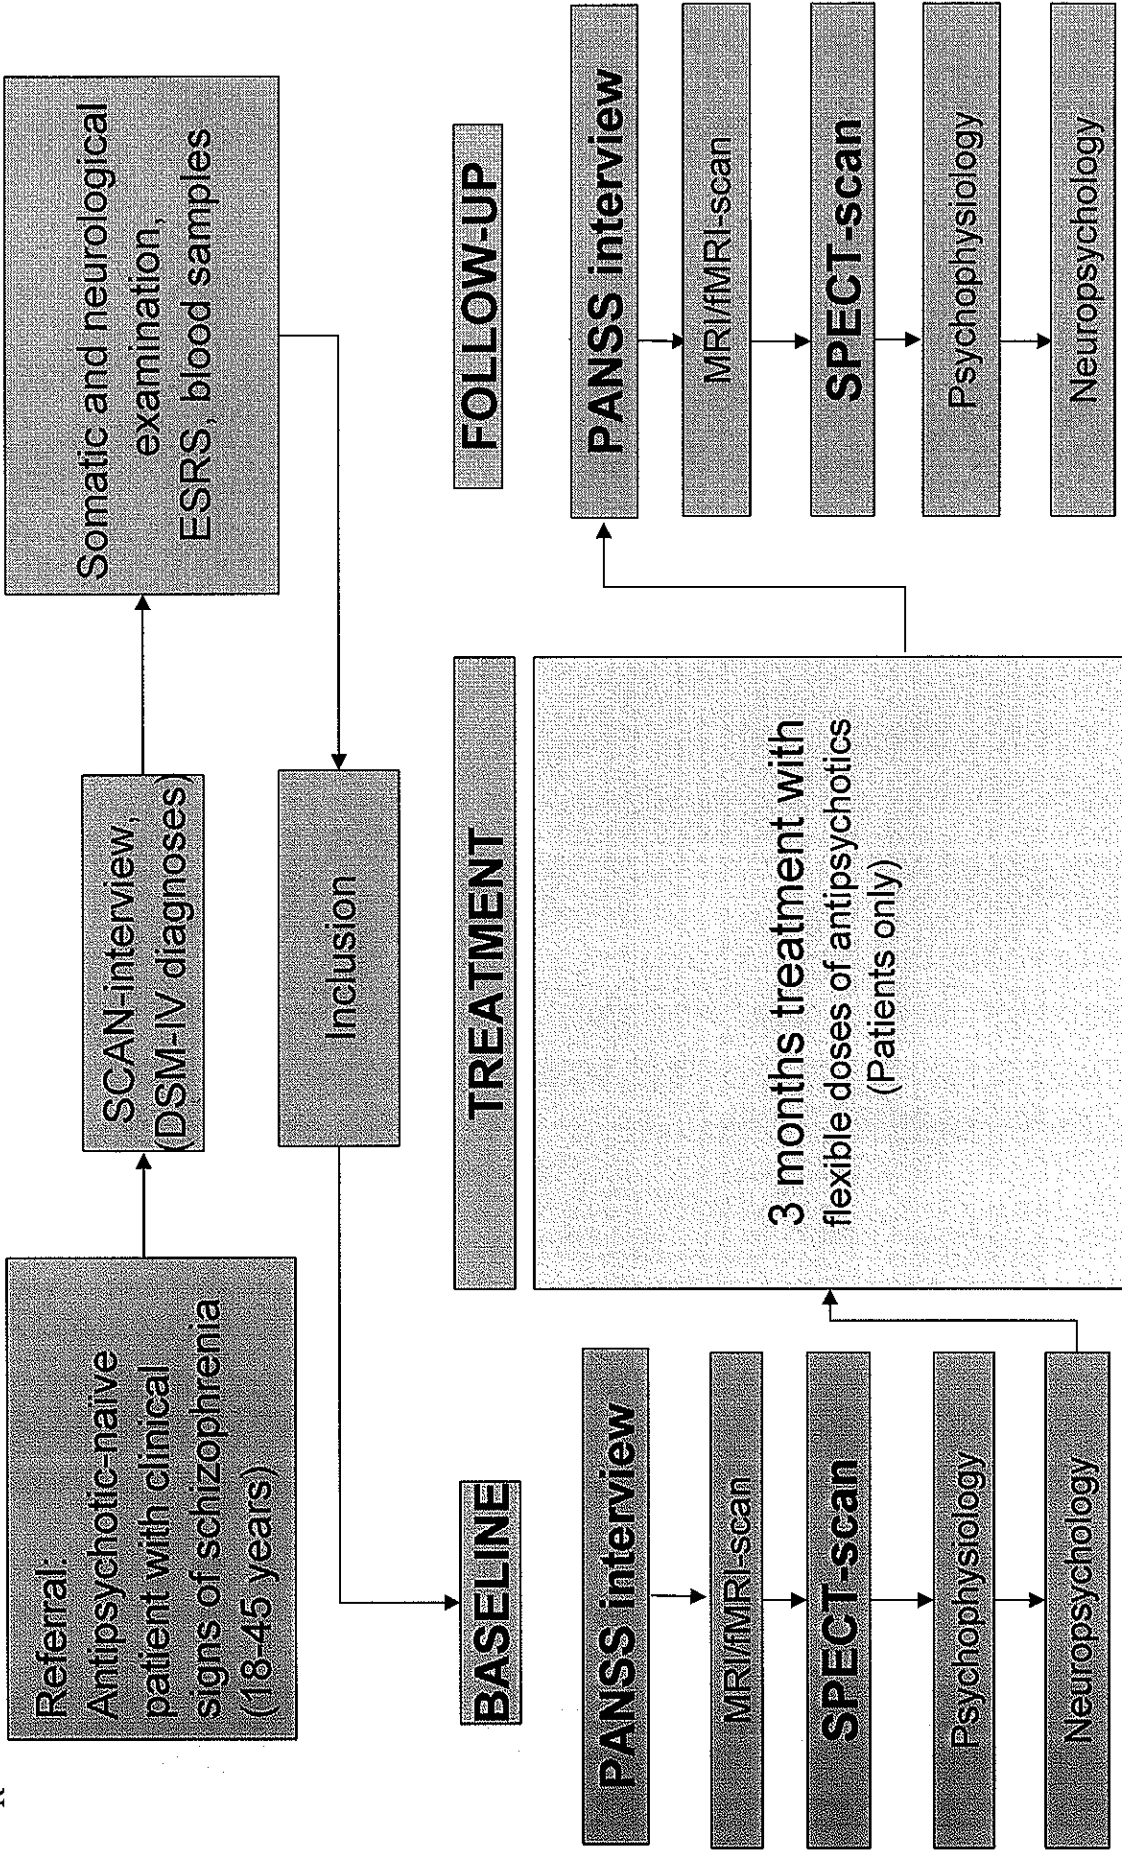 Referral:
Antipsychotic-naïve
patient with clinical
signs of schizophrenia
(18-45 years)
SCAN-interview,
(DSM-IV diagnoses)
Somatic and neurological
examination,
ESRS, blood samples
Inclusion
BASELINE
PANSS interview
MRI/fMRI-scan
SPECT-scan
Psychophysiology
Neuropsychology
TREATMENT
3 months treatment with
flexible doses of antipsychotics
(Patients only)
FOLLOW-UP
PANSS interview
MRI/fMRI-scan
SPECT-scan
Psychophysiology
Neuropsychology